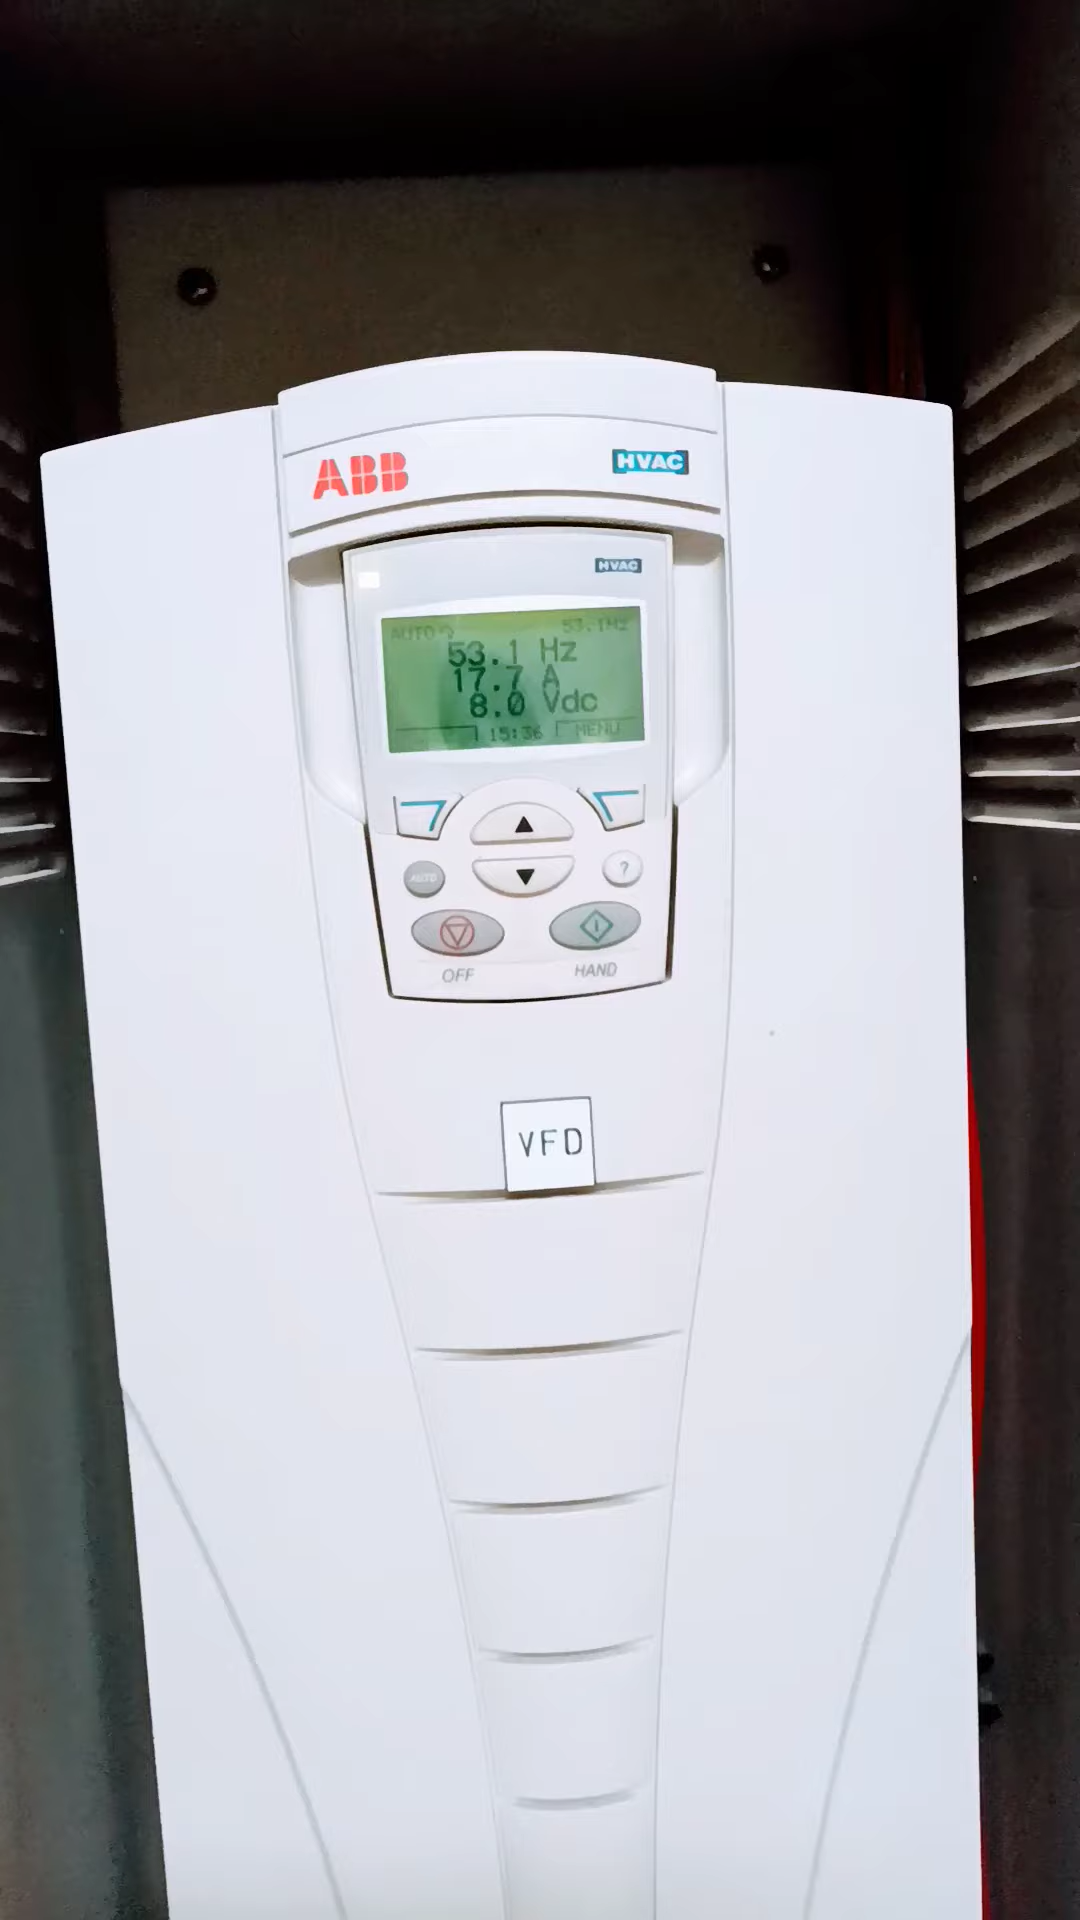 ABB HVAC
HVAC
AUTO 53.1Hz
53.1 Hz
17.7 A
8.0 Vdc
15:36 MENU
AUTO ?
OFF HAND
VFD